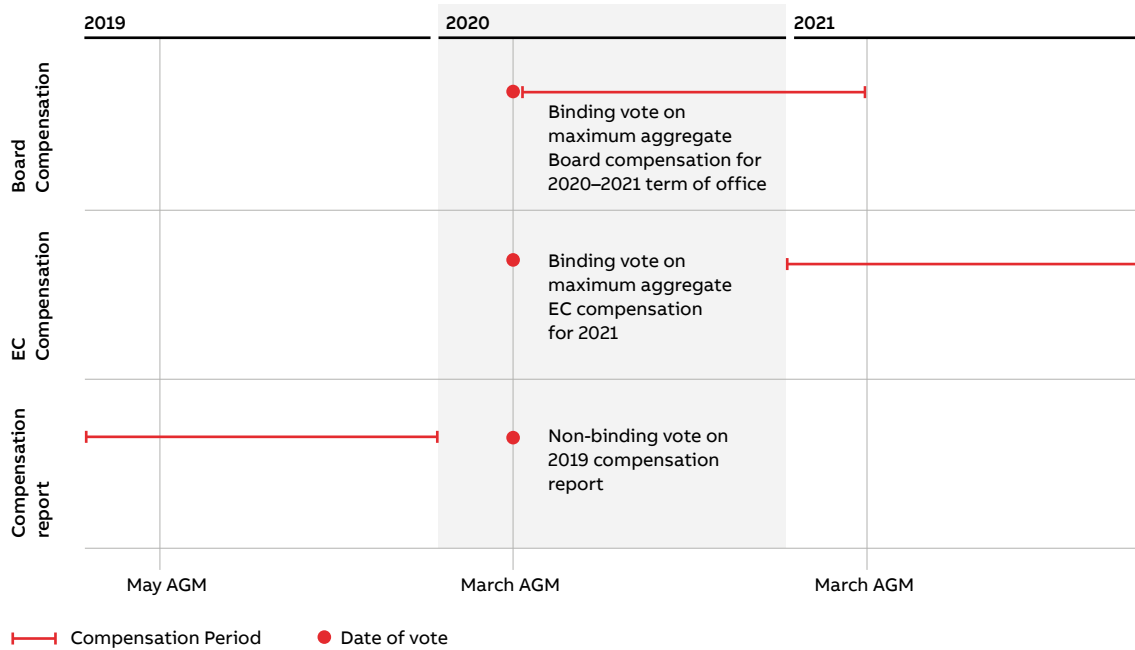 2019
2020
2021
Board
Compensation
Binding vote on
maximum aggregate
Board compensation for
2020–2021 term of office
EC
Compensation
Binding vote on
maximum aggregate
EC compensation
for 2021
Compensation
report
Non-binding vote on
2019 compensation
report
May AGM
March AGM
March AGM
Compensation Period
Date of vote